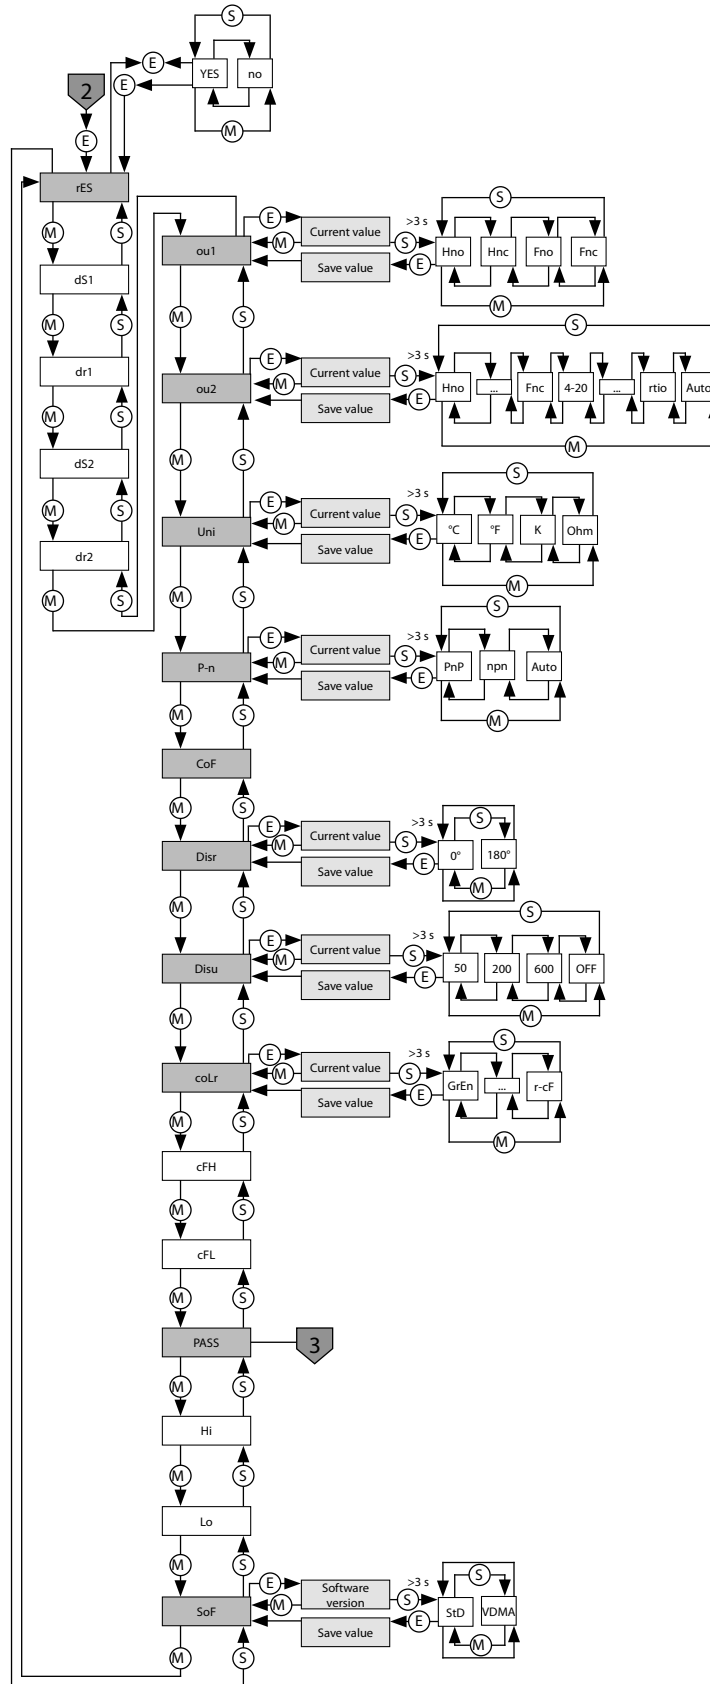 S
E
YES
no
2
E
M
E
rES
M
S
dS1
M
S
dr1
M
S
dS2
M
S
dr2
M
S
E
Current value
>3 s
S
ou1
M
S
Hno
Hnc
Fno
Fnc
Save value
E
M
M
S
E
Current value
>3 s
S
ou2
M
S
Hno
...
Fnc
4-20
...
rtio
Auto
Save value
E
M
M
S
E
Current value
>3 s
S
Uni
M
S
°C
°F
K
Ohm
Save value
E
M
M
S
E
Current value
>3 s
S
P-n
M
S
PnP
npn
Auto
Save value
E
M
M
S
CoF
M
S
E
Current value
>3 s
S
Disr
M
S
0°
180°
Save value
E
M
M
S
E
Current value
>3 s
S
Disu
M
S
50
200
600
OFF
Save value
E
M
M
S
E
Current value
>3 s
S
coLr
M
S
GrEn
...
r-cF
Save value
E
M
M
S
cFH
M
S
cFL
M
S
PASS
3
M
S
Hi
M
S
Lo
M
S
E
Software
version
>3 s
S
SoF
M
S
StD
VDMA
Save value
E
M
M
S